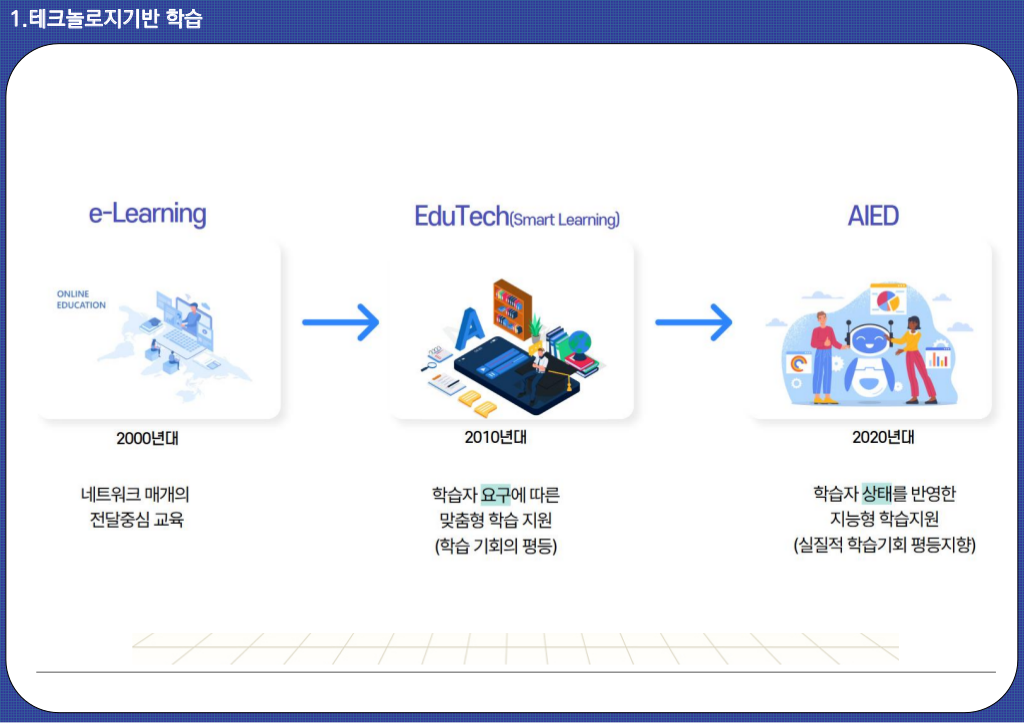 1.테크놀로지기반 학습
e-Learning
ONLINE
EDUCATION
2000년대
네트워크 매개의
전달중심 교육
EduTech(Smart Learning)
A
2010년대
학습자 요구에 따른
맞춤형 학습 지원
(학습 기회의 평등)
AIED
2020년대
학습자 상태를 반영한
지능형 학습지원
(실질적 학습기회 평등지향)